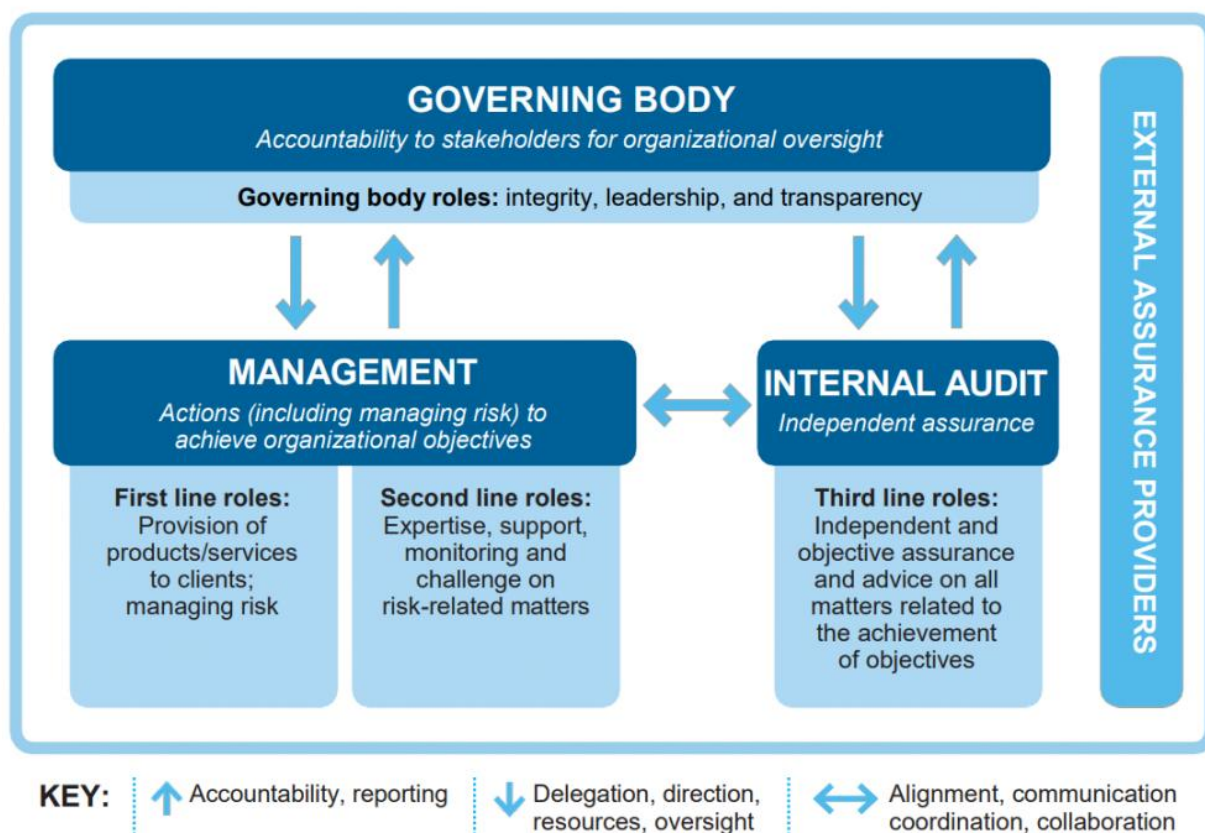 GOVERNING BODY
Accountability to stakeholders for organizational oversight
Governing body roles: integrity, leadership, and transparency
MANAGEMENT
Actions (including managing risk) to
achieve organizational objectives
First line roles:
Provision of
products/services
to clients;
managing risk
Second line roles:
Expertise, support,
monitoring and
challenge on
risk-related matters
INTERNAL AUDIT
Independent assurance
Third line roles:
Independent and
objective assurance
and advice on all
matters related to
the achievement
of objectives
EXTERNAL ASSURANCE PROVIDERS
KEY:
Accountability, reporting
Delegation, direction,
resources, oversight
Alignment, communication
coordination, collaboration